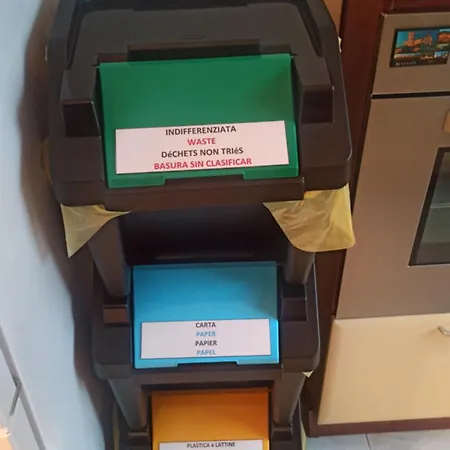 INDIFFERENZIATA
WASTE
DéCHETS NON TRIéS
BASURA SIN CLASIFICAR
CARTA
PAPER
PAPIER
PAPEL
PLASTICA e LATTINE